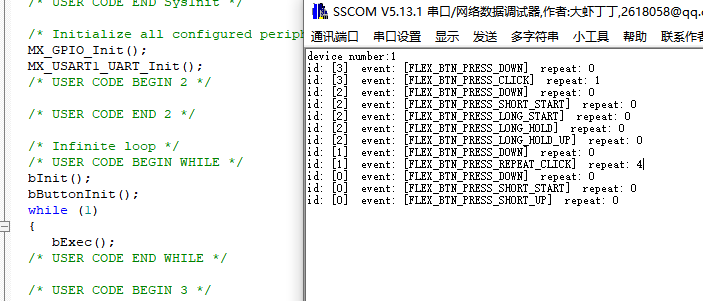 /* USER CODE END SysInit */
/* Initialize all configured periph
MX_GPIO_Init();
MX_USART1_UART_Init();
/* USER CODE BEGIN 2 */
/* USER CODE END 2 */
/* Infinite loop */
/* USER CODE BEGIN WHILE */
bInit();
bButtonInit();
while (1)
{
bExec();
/* USER CODE END WHILE */
/* USER CODE BEGIN 3 */
SSCOM V5.13.1 串口/网络数据调试器,作者:大虾丁丁,2618058@qq.c
通讯端口 串口设置 显示 发送 多字符串 小工具 帮助 联系作者
device number:1
id: [3] event: [FLEX_BTN_PRESS_DOWN] repeat: 0
id: [3] event: [FLEX_BTN_PRESS_CLICK] repeat: 1
id: [2] event: [FLEX_BTN_PRESS_DOWN] repeat: 0
id: [2] event: [FLEX_BTN_PRESS_SHORT_START] repeat: 0
id: [2] event: [FLEX_BTN_PRESS_LONG_START] repeat: 0
id: [2] event: [FLEX_BTN_PRESS_LONG_HOLD] repeat: 0
id: [2] event: [FLEX_BTN_PRESS_LONG_HOLD_UP] repeat: 0
id: [1] event: [FLEX_BTN_PRESS_DOWN] repeat: 0
id: [1] event: [FLEX_BTN_PRESS_REPEAT_CLICK] repeat: 4
id: [0] event: [FLEX_BTN_PRESS_DOWN] repeat: 0
id: [0] event: [FLEX_BTN_PRESS_SHORT_START] repeat: 0
id: [0] event: [FLEX_BTN_PRESS_SHORT_UP] repeat: 0